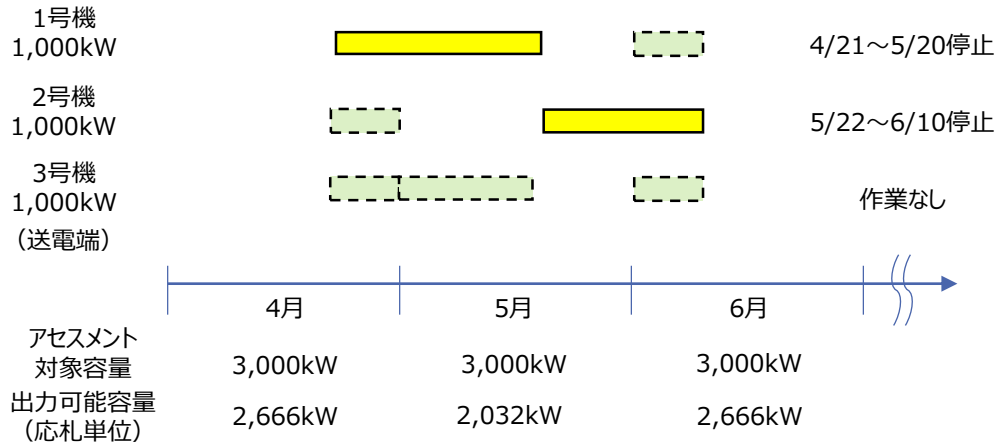 1号機
1,000kW
4/21～5/20停止
2号機
1,000kW
5/22～6/10停止
3号機
1,000kW
（送電端）
作業なし
4月
5月
6月
アセスメント
対象容量
3,000kW
3,000kW
3,000kW
出力可能容量
（応札単位）
2,666kW
2,032kW
2,666kW